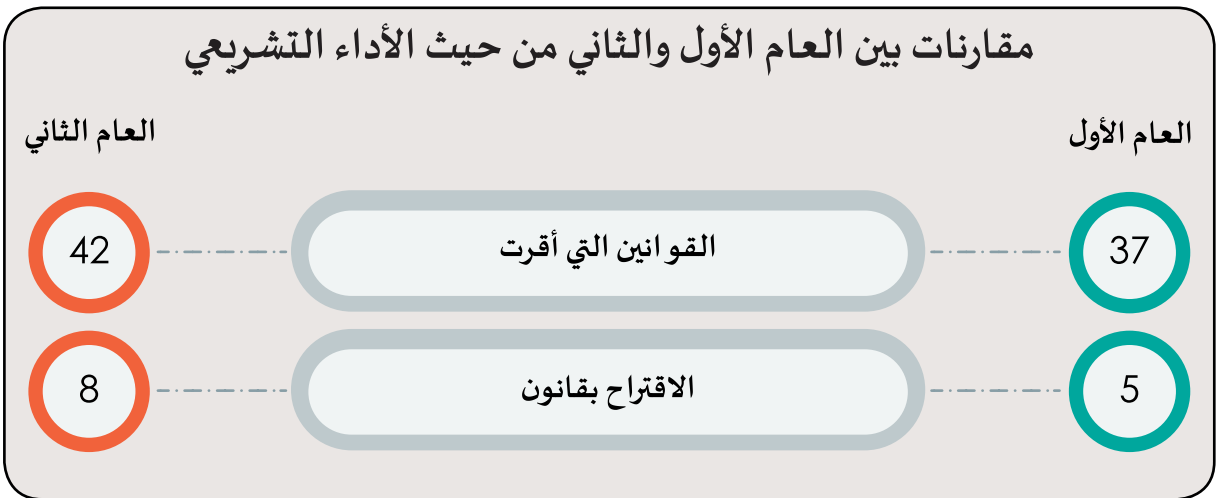 مقارنات بين العام الأول والثاني من حيث الأداء التشريعي
العام الأول
العام الثاني
37
القوانين التي أقرت
42
5
الاقتراح بقانون
8